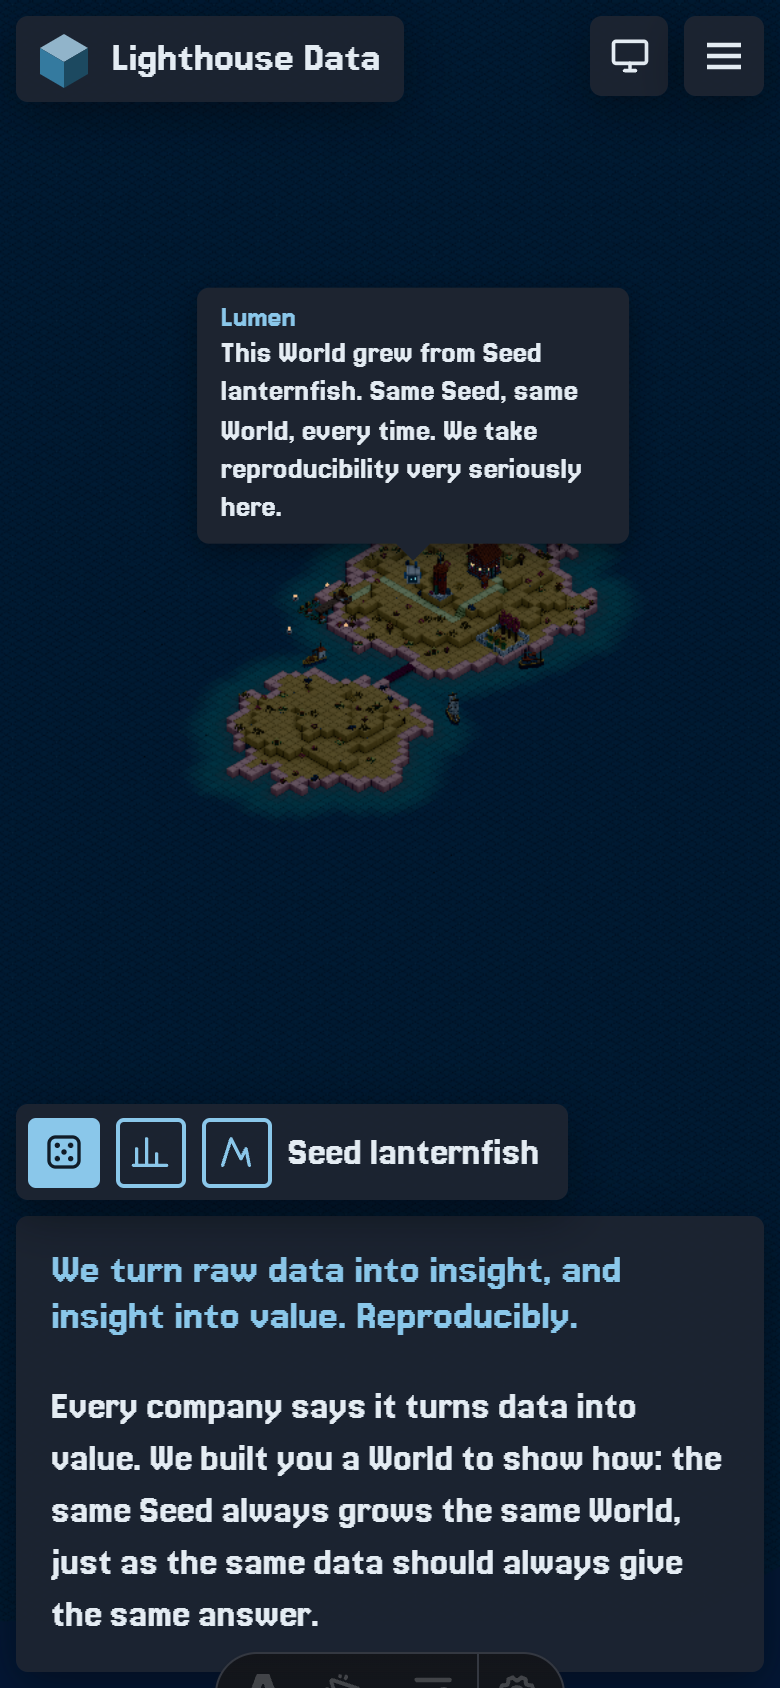 Lighthouse Data
Lumen
This World grew from Seed
lanternfish. Same Seed, same
World, every time. We take
reproducibility very seriously
here.
Seed lanternfish
We turn raw data into insight, and
insight into value. Reproducibly.
Every company says it turns data into
value. We built you a World to show how: the
same Seed always grows the same World,
just as the same data should always give
the same answer.